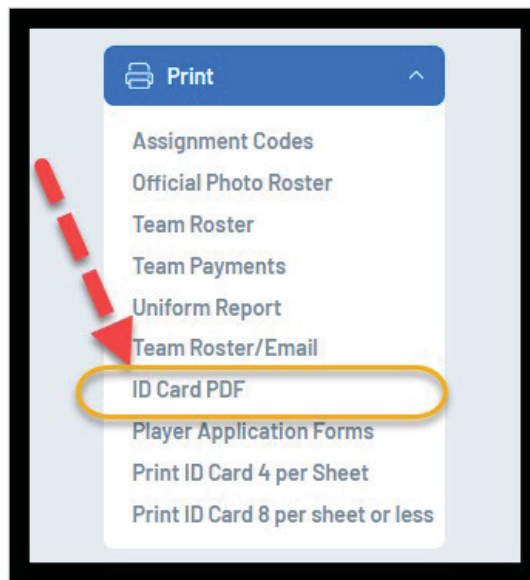 Print
Assignment Codes
Official Photo Roster
Team Roster
Team Payments
Uniform Report
Team Roster/Email
ID Card PDF
Player Application Forms
Print ID Card 4 per Sheet
Print ID Card 8 per sheet or less